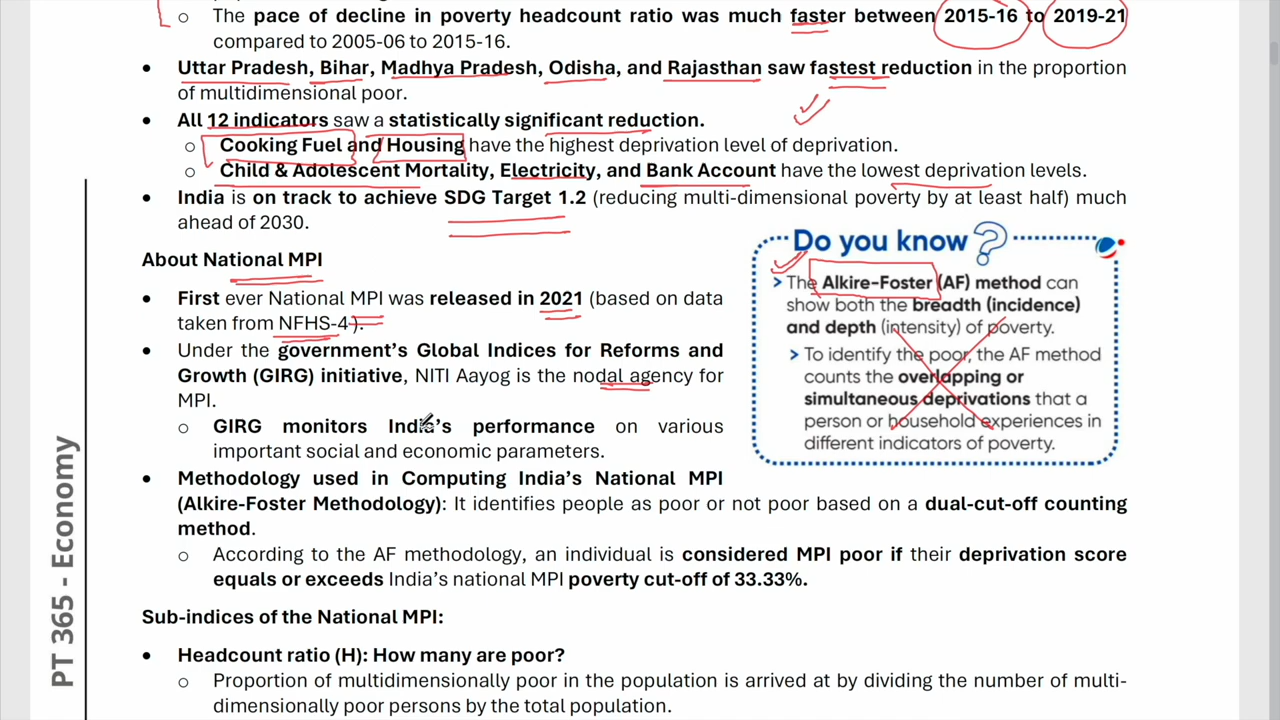 ○ The pace of decline in poverty headcount ratio was much faster between 2015-16 to 2019-21
compared to 2005-06 to 2015-16.
• Uttar Pradesh, Bihar, Madhya Pradesh, Odisha, and Rajasthan saw fastest reduction in the proportion
of multidimensional poor.
• All 12 indicators saw a statistically significant reduction.
○ Cooking Fuel and Housing have the highest deprivation level of deprivation.
○ Child & Adolescent Mortality, Electricity, and Bank Account have the lowest deprivation levels.
• India is on track to achieve SDG Target 1.2 (reducing multi-dimensional poverty by at least half) much
ahead of 2030.
About National MPI
• First ever National MPI was released in 2021 (based on data
taken from NFHS-4).
• Under the government's Global Indices for Reforms and
Growth (GIRG) initiative, NITI Aayog is the nodal agency for
MPI.
○ GIRG monitors India's performance on various
important social and economic parameters.
Do you know?
> The Alkire-Foster (AF) method can
show both the breadth (incidence)
and depth (intensity) of poverty.
> To identify the poor, the AF method
counts the overlapping or
simultaneous deprivations that a
person or household experiences in
different indicators of poverty.
• Methodology used in Computing India's National MPI
(Alkire-Foster Methodology): It identifies people as poor or not poor based on a dual-cut-off counting
method.
○ According to the AF methodology, an individual is considered MPI poor if their deprivation score
equals or exceeds India's national MPI poverty cut-off of 33.33%.
Sub-indices of the National MPI:
• Headcount ratio (H): How many are poor?
○ Proportion of multidimensionally poor in the population is arrived at by dividing the number of multi-
dimensionally poor persons by the total population.
PT 365 - Economy